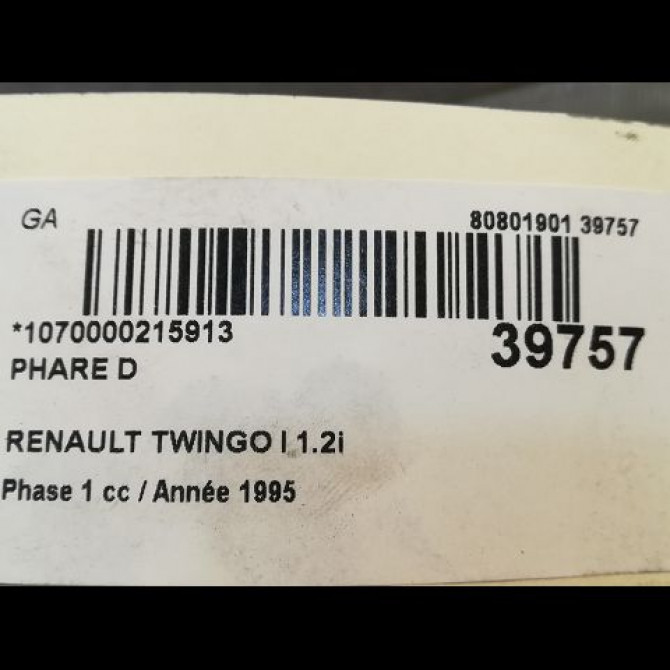 GA
80801901 39757
*1070000215913
39757
PHARE D
RENAULT TWINGO I 1.2i
Phase 1 cc / Année 1995